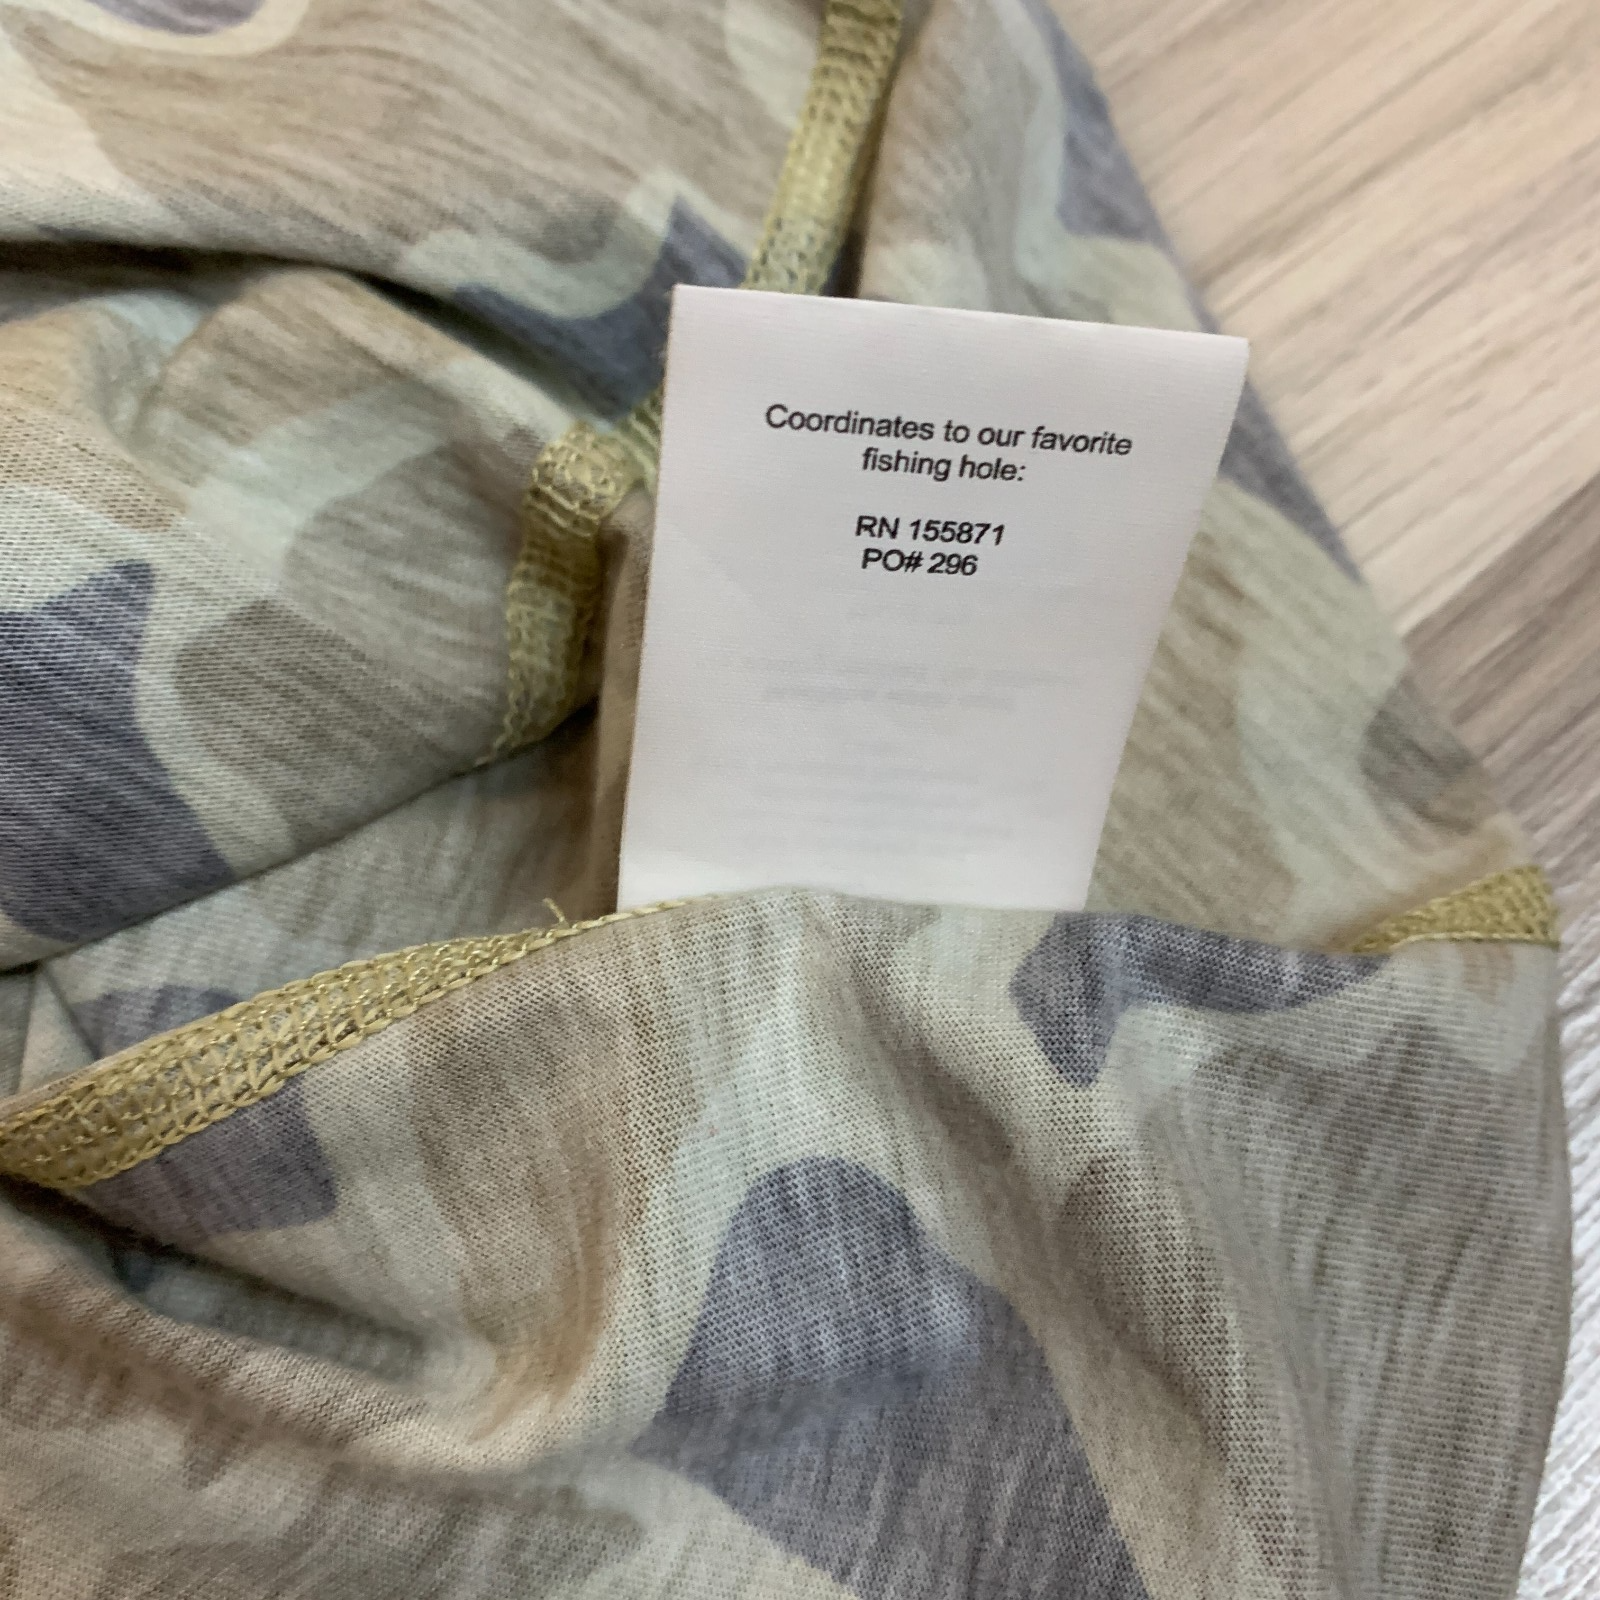 Coordinates to our favorite
fishing hole:
RN 155871
PO# 296